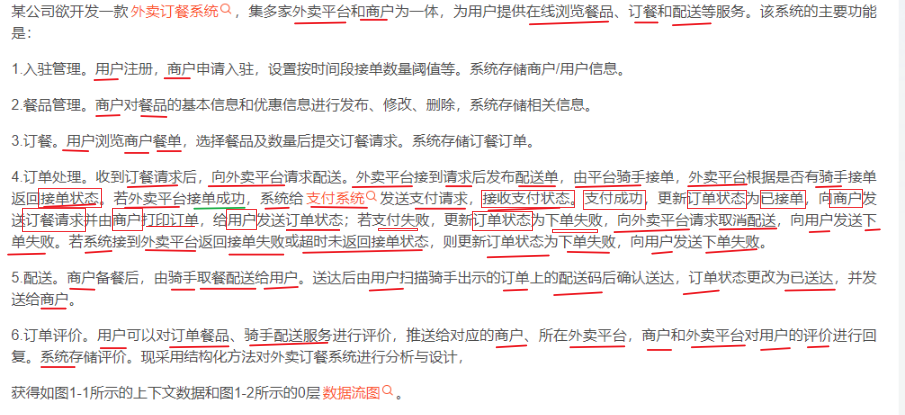 某公司欲开发一款外卖订餐系统，集多家外卖平台和商户为一体，为用户提供在线浏览餐品、订餐和配送等服务。该系统的主要功能
是：
1.入驻管理。用户注册，商户申请入驻，设置按时间段接单数量阈值等。系统存储商户/用户信息。
2.餐品管理。商户对餐品的基本信息和优惠信息进行发布、修改、删除，系统存储相关信息。
3.订餐。用户浏览商户餐单，选择餐品及数量后提交订餐请求。系统存储订餐订单。
4.订单处理。收到订餐请求后，向外卖平台请求配送。外卖平台接到请求后发布配送单，由平台骑手接单，外卖平台根据是否有骑手接单
返回接单状态。若外卖平台接单成功，系统给支付系统发送支付请求，接收支付状态。支付成功，更新订单状态为已接单，向商户发
送订餐请求并由商户打印订单，给用户发送订单状态；若支付失败，更新订单状态为下单失败，向外卖平台请求取消配送，向用户发送下
单失败。若系统接到外卖平台返回接单失败或超时未返回接单状态，则更新订单状态为下单失败，向用户发送下单失败。
5.配送。商户备餐后，由骑手取餐配送给用户。送达后由用户扫描骑手出示的订单上的配送码后确认送达，订单状态更改为已送达，并发
送给商户。
6.订单评价。用户可以对订单餐品、骑手配送服务进行评价，推送给对应的商户、所在外卖平台，商户和外卖平台对用户的评价进行回
复。系统存储评价。现采用结构化方法对外卖订餐系统进行分析与设计，
获得如图1-1所示的上下文数据和图1-2所示的0层数据流图。